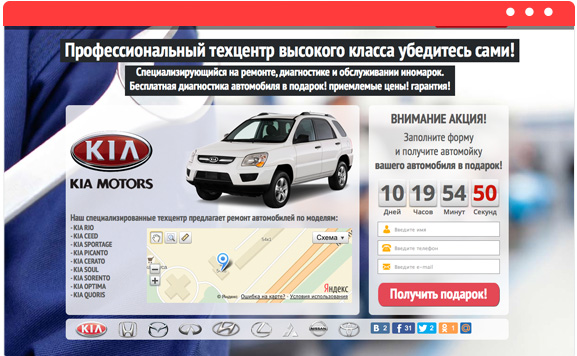 Профессиональный техцентр высокого класса убедитесь сами!
Специализирующийся на ремонте, диагностике и обслуживании иномарок.
Бесплатная диагностика автомобиля в подарок! приемлемые цены! гарантия!
KIA
KIA MOTORS
Наш специализированные техцентр предлагает ремонт автомобилей по моделям:
- KIA RIO
- KIA CEED
- KIA SPORTAGE
- KIA PICANTO
- KIA CERATO
- KIA SOUL
- KIA SORENTO
- KIA OPTIMA
- KIA QUORIS
Схема
Яндекс
© Яндекс Ошибка на карте? · Условия использования
ВНИМАНИЕ АКЦИЯ!
Заполните форму
и получите автомойку
вашего автомобиля в подарок!
10 19 54 50
Дней Часов Минут Секунд
Введите имя
Введите телефон
Введите e-mail
Получить подарок!
KIA
NISSAN
B 2 f 31 2 1 @